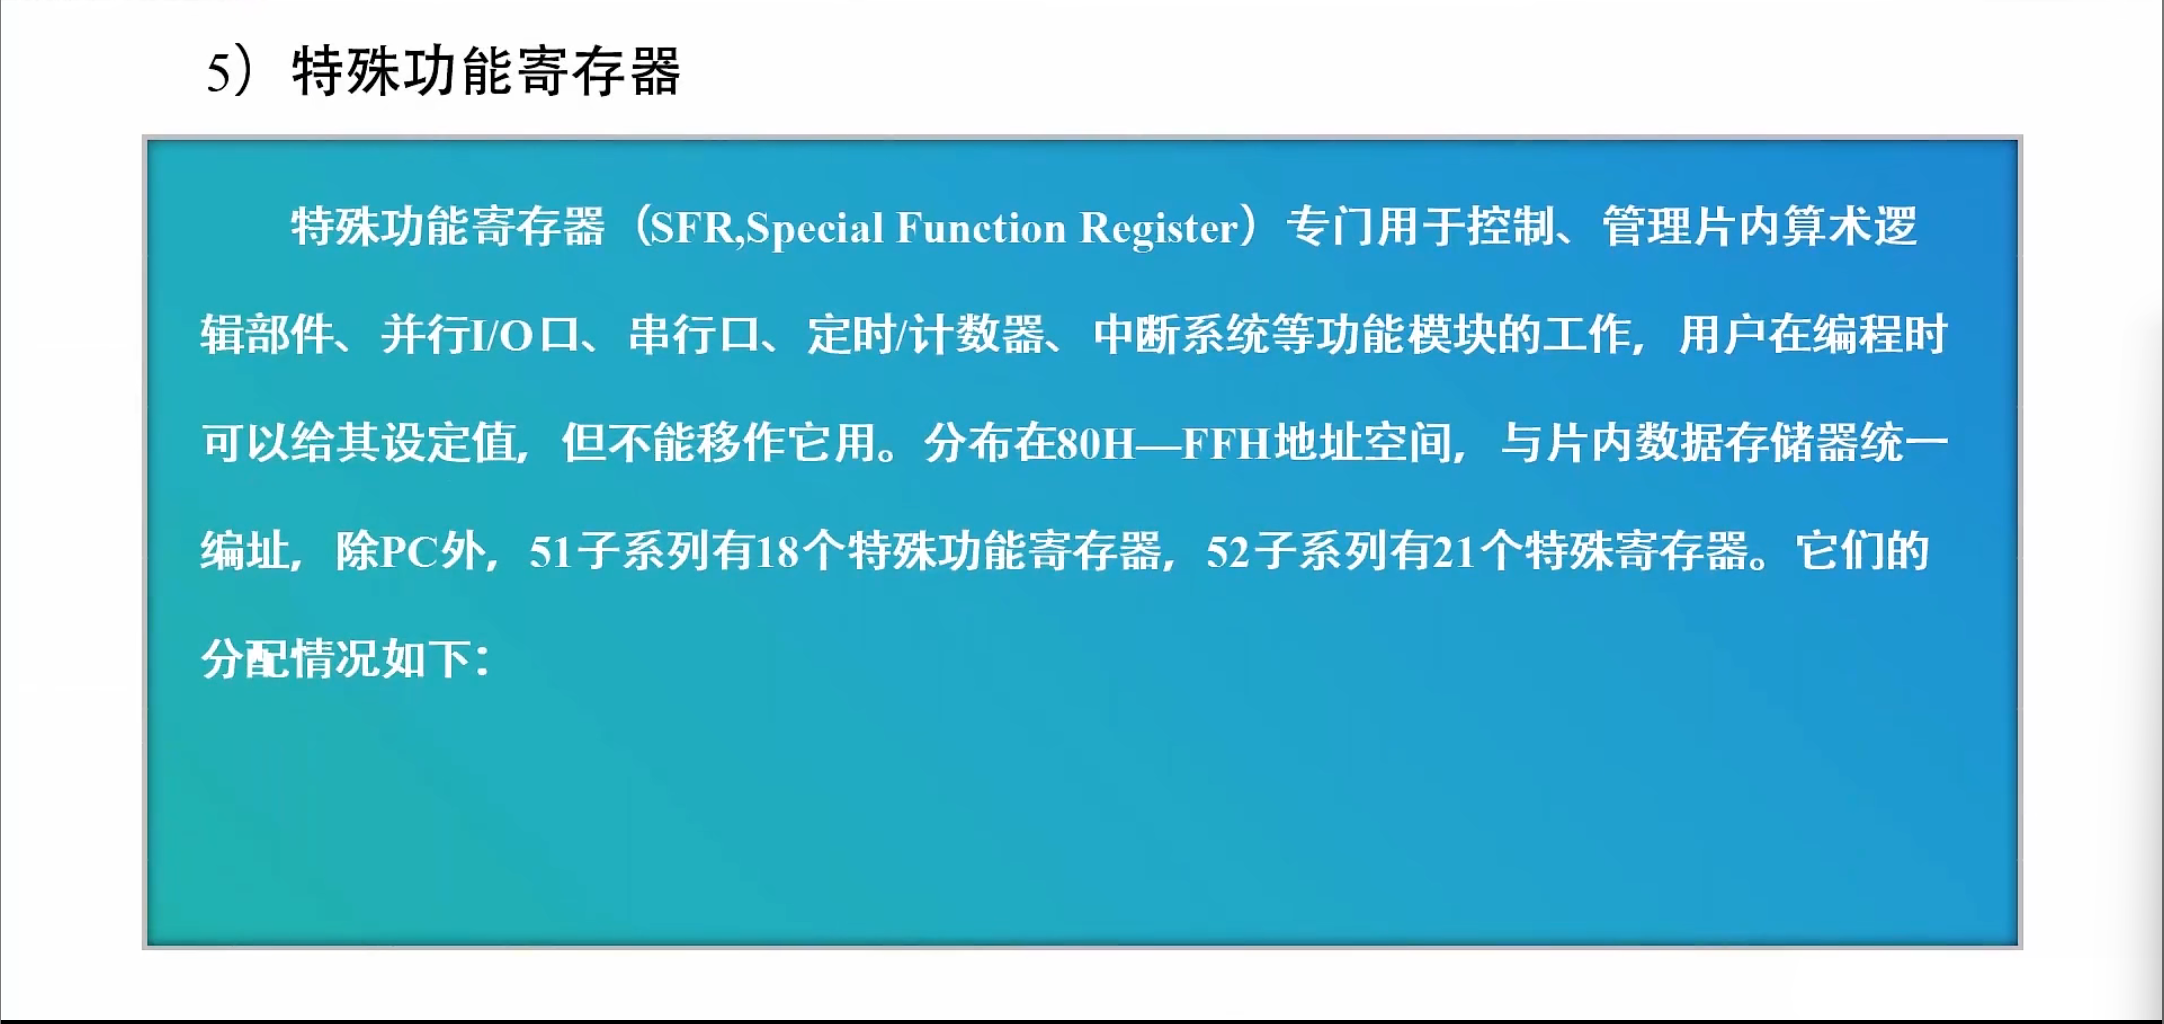 5）特殊功能寄存器
特殊功能寄存器（SFR,Special Function Register）专门用于控制、管理片内算术逻
辑部件、并行I/O口、串行口、定时/计数器、中断系统等功能模块的工作，用户在编程时
可以给其设定值，但不能移作它用。分布在80H—FFH地址空间，与片内数据存储器统一
编址，除PC外，51子系列有18个特殊功能寄存器，52子系列有21个特殊寄存器。它们的
分配情况如下：